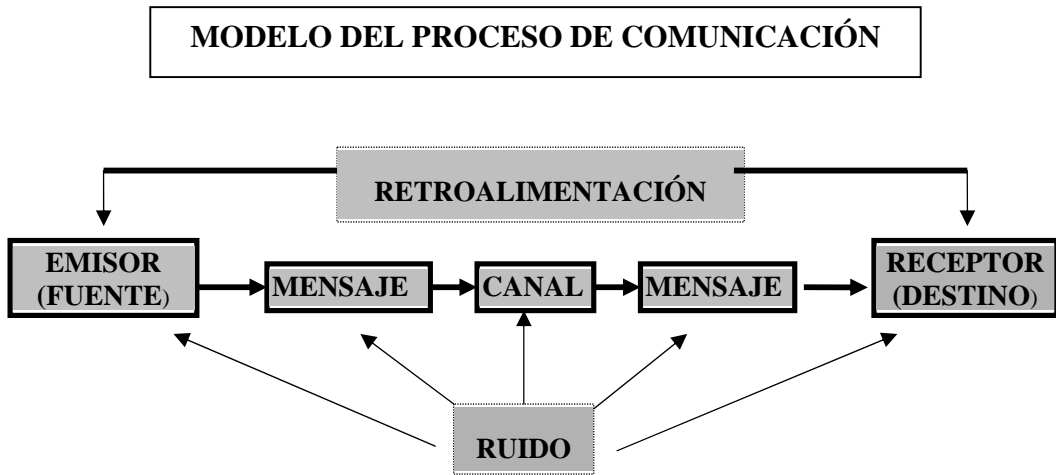 MODELO DEL PROCESO DE COMUNICACIÓN
RETROALIMENTACIÓN
EMISOR
(FUENTE)
MENSAJE
CANAL
MENSAJE
RECEPTOR
(DESTINO)
RUIDO